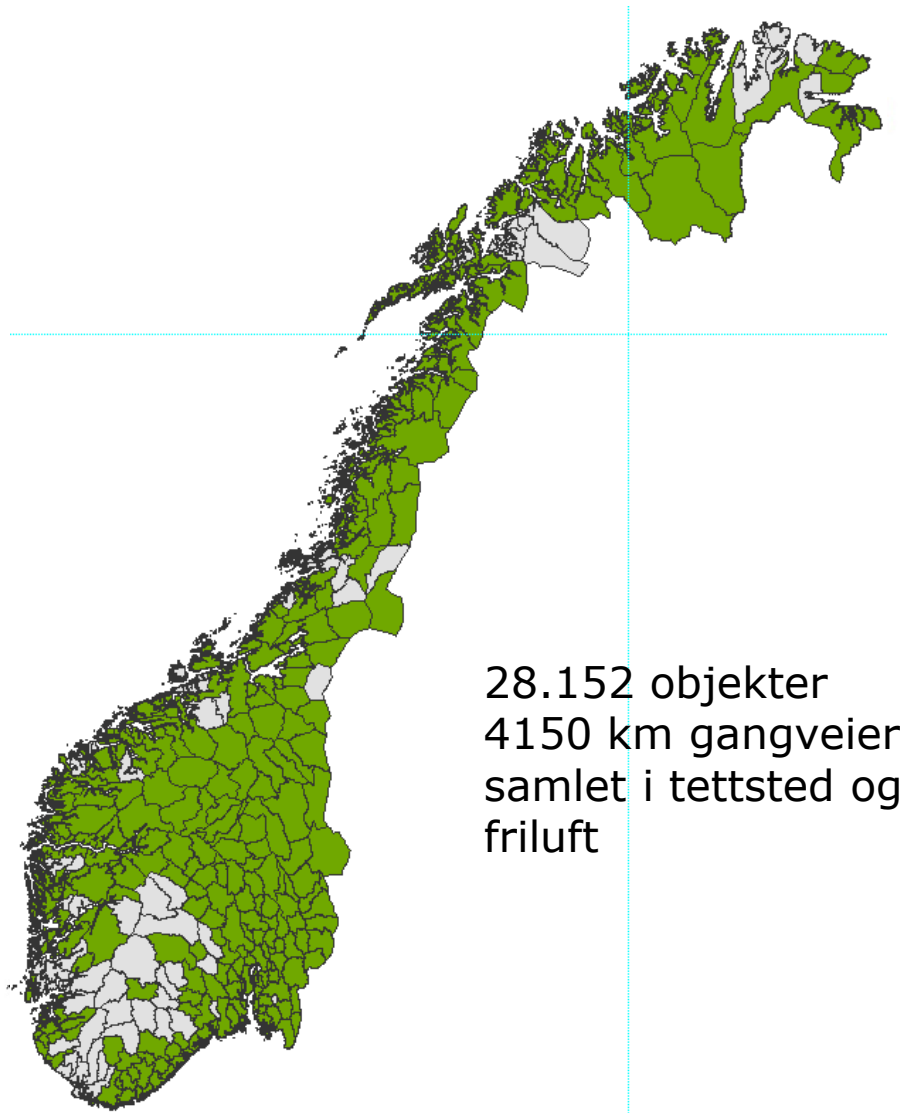 28.152 objekter
4150 km gangveier
samlet i tettsted og
friluft